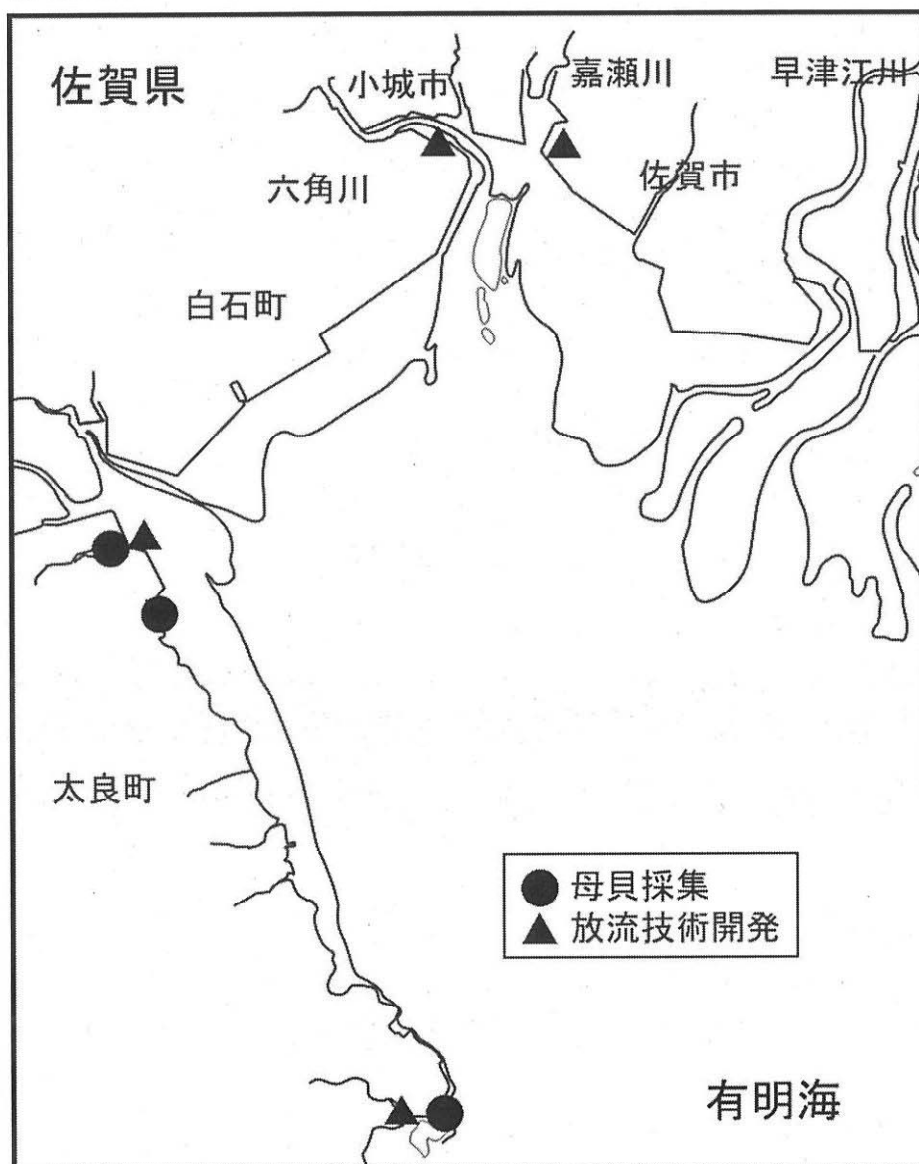 佐賀県
小城市
嘉瀬川
早津江川
六角川
佐賀市
白石町
太良町
母貝採集
放流技術開発
有明海